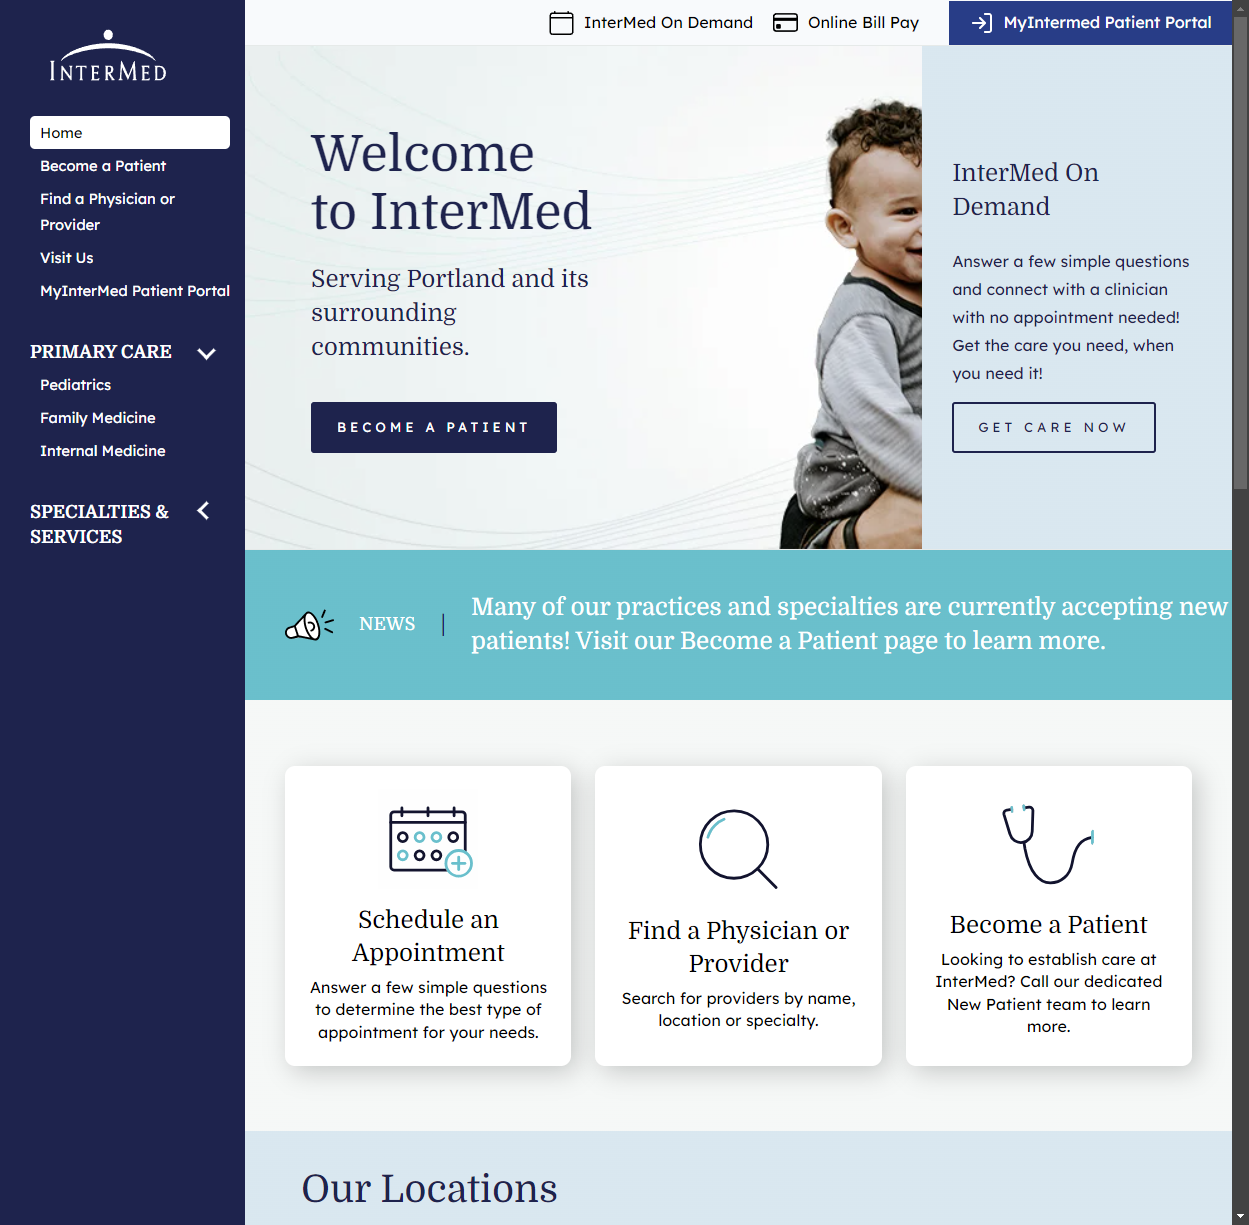 INTERMED
Home
Become a Patient
Find a Physician or
Provider
Visit Us
MyInterMed Patient Portal
PRIMARY CARE
Pediatrics
Family Medicine
Internal Medicine
SPECIALTIES &
SERVICES
InterMed On Demand
Online Bill Pay
MyIntermed Patient Portal
Welcome
to InterMed
Serving Portland and its
surrounding
communities.
BECOME A PATIENT
InterMed On
Demand
Answer a few simple questions
and connect with a clinician
with no appointment needed!
Get the care you need, when
you need it!
GET CARE NOW
NEWS
Many of our practices and specialties are currently accepting new
patients! Visit our Become a Patient page to learn more.
Schedule an
Appointment
Answer a few simple questions
to determine the best type of
appointment for your needs.
Find a Physician or
Provider
Search for providers by name,
location or specialty.
Become a Patient
Looking to establish care at
InterMed? Call our dedicated
New Patient team to learn
more.
Our Locations